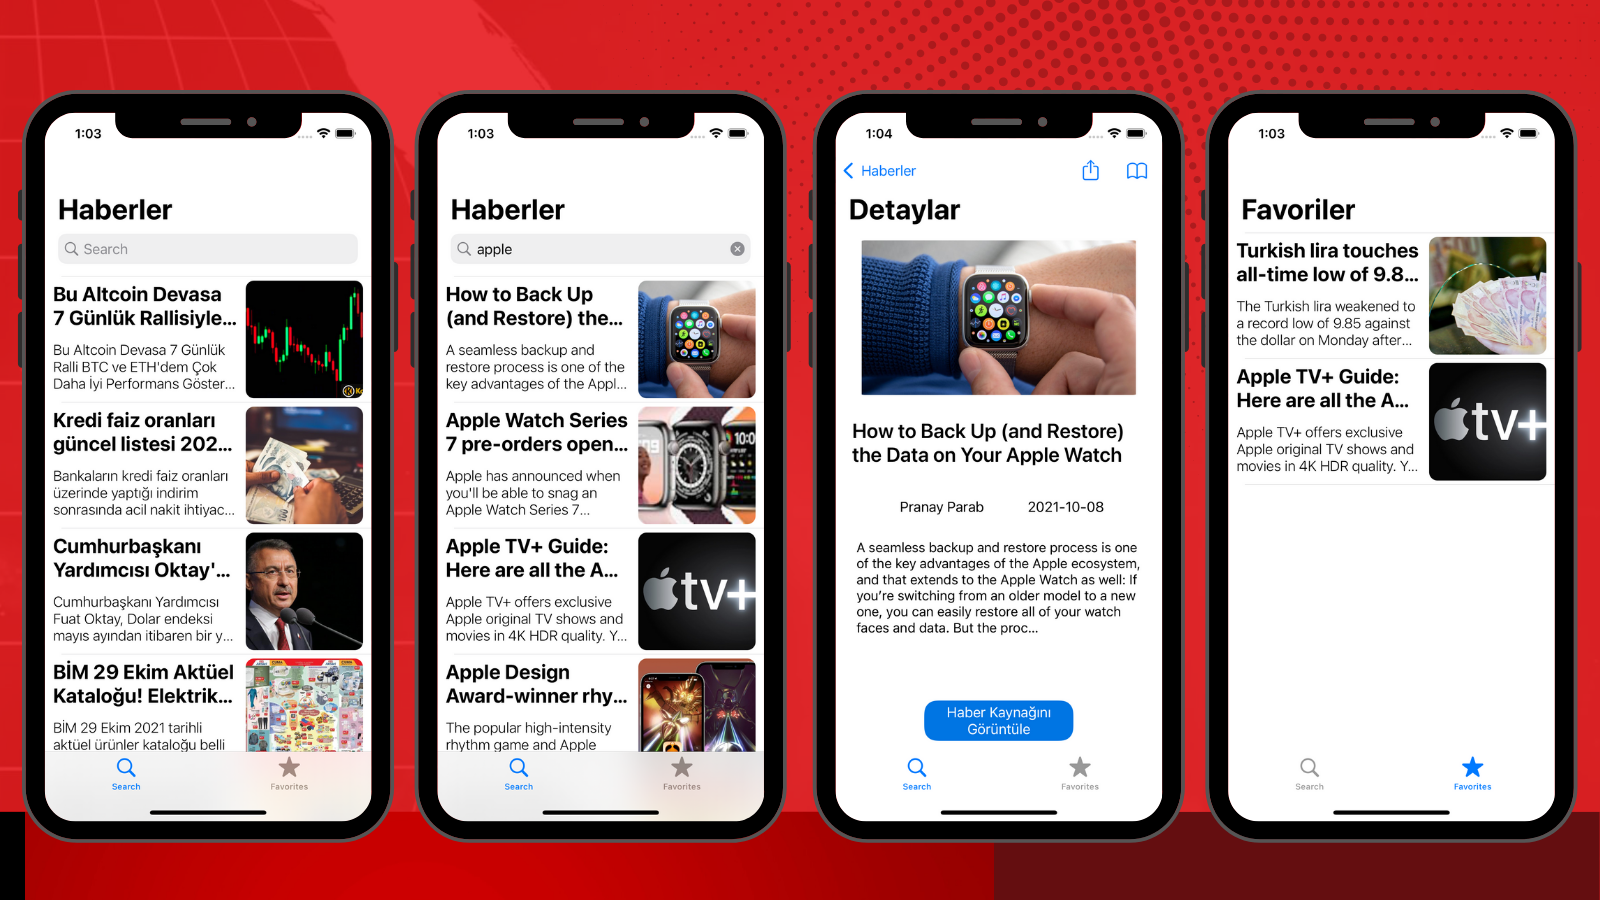 1:03
Haberler
Search
Bu Altcoin Devasa
7 Günlük Rallisiyle...
Bu Altcoin Devasa 7 Günlük
Ralli BTC ve ETH'dem Çok
Daha İyi Performans Göster...
Kredi faiz oranları
güncel listesi 202...
Bankaların kredi faiz oranları
üzerinde yaptığı indirim
sonrasında acil nakit ihtiyac...
Cumhurbaşkanı
Yardımcısı Oktay'...
Cumhurbaşkanı Yardımcısı
Fuat Oktay, Dolar endeksi
mayıs ayından itibaren bir y...
BİM 29 Ekim Aktüel
Kataloğu! Elektrik...
BİM 29 Ekim 2021 tarihli
aktüel ürünler kataloğu belli
Search
Favorites
1:03
Haberler
apple
How to Back Up
(and Restore) the...
A seamless backup and
restore process is one of the
key advantages of the Appl...
Apple Watch Series
7 pre-orders open...
Apple has announced when
you'll be able to snag an
Apple Watch Series 7...
10:0
Apple TV+ Guide:
Here are all the A...
Apple TV+ offers exclusive
Apple original TV shows and
movies in 4K HDR quality. Y...
tv+
Apple Design
Award-winner rhy...
The popular high-intensity
rhythm game and Apple
Search
Favorites
1:04
Haberler
Detaylar
How to Back Up (and Restore)
the Data on Your Apple Watch
Pranay Parab
2021-10-08
A seamless backup and restore process is one
of the key advantages of the Apple ecosystem,
and that extends to the Apple Watch as well: If
you're switching from an older model to a new
one, you can easily restore all of your watch
faces and data. But the proc...
Haber Kaynağını
Görüntüle
Search
Favorites
1:03
Favoriler
Turkish lira touches
all-time low of 9.8...
The Turkish lira weakened to
a record low of 9.85 against
the dollar on Monday after...
Apple TV+ Guide:
Here are all the A...
Apple TV+ offers exclusive
Apple original TV shows and
movies in 4K HDR quality. Y...
tv+
Search
Favorites